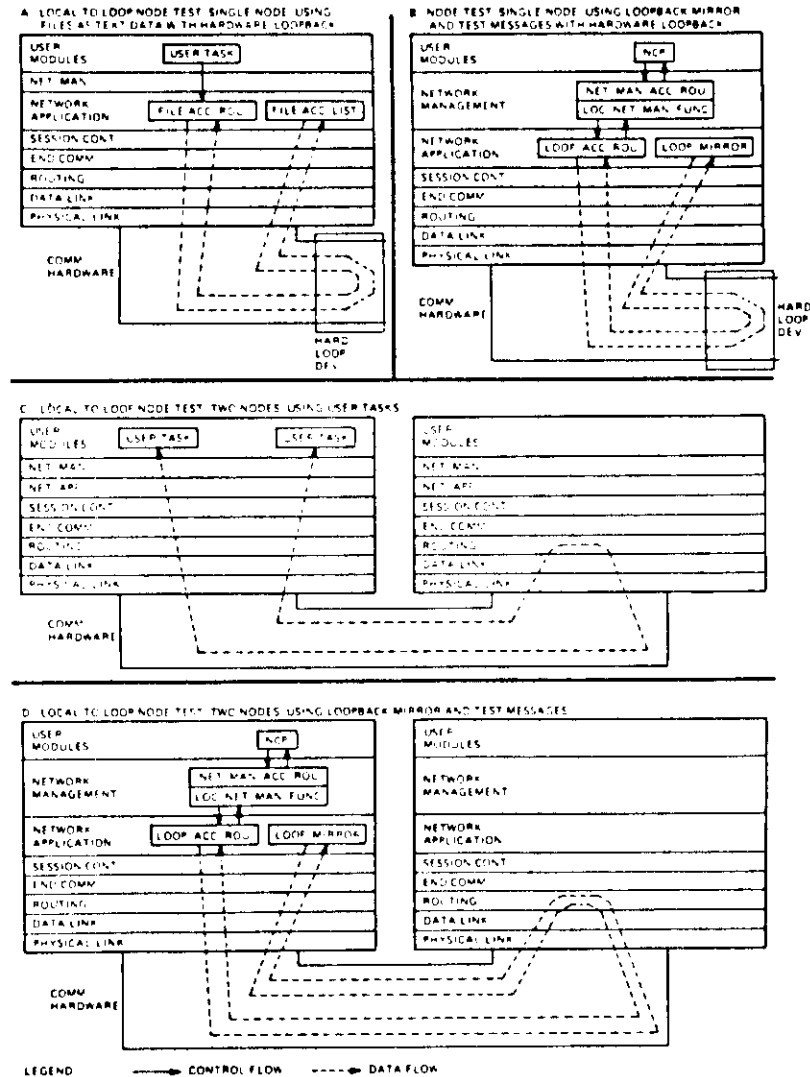 A. LOCAL TO LOOP NODE TEST, SINGLE NODE, USING
FILES AS TEXT DATA WITH HARDWARE LOOPBACK
USER
MODULES
USER TASK
NET MAN
NETWORK
APPLICATION
FILE ACC ROU
FILE ACC LIST
SESSION CONT
END COMM
ROUTING
DATA LINK
PHYSICAL LINK
COMM
HARDWARE
HARD
LOOP
DEV
B. NODE TEST SINGLE NODE USING LOOPBACK MIRROR
AND TEST MESSAGES WITH HARDWARE LOOPBACK
USER
MODULES
NCP
NETWORK
MANAGEMENT
NET MAN ACC ROU
LOC NET MAN FUNC
NETWORK
APPLICATION
LOOP ACC ROU
LOOP MIRROR
SESSION CONT
END COMM
ROUTING
DATA LINK
PHYSICAL LINK
COMM
HARDWARE
HARD
LOOP
DEV
C. LOCAL TO LOOP NODE TEST, TWO NODES, USING USER TASKS
USER
MODULES
USER TASK
USER TASK
NET MAN
NET APP
SESSION CONT
END COMM
ROUTING
DATA LINK
PHYSICAL LINK
COMM
HARDWARE
USER
MODULES
NET MAN
NET APP
SESSION CONT
END COMM
ROUTING
DATA LINK
PHYSICAL LINK
D. LOCAL TO LOOP NODE TEST, TWO NODES, USING LOOPBACK MIRROR AND TEST MESSAGES
USER
MODULES
NCP
NETWORK
MANAGEMENT
NET MAN ACC ROU
LOC NET MAN FUNC
NETWORK
APPLICATION
LOOP ACC ROU
LOOP MIRROR
SESSION CONT
END COMM
ROUTING
DATA LINK
PHYSICAL LINK
COMM
HARDWARE
USER
MODULES
NETWORK
MANAGEMENT
NETWORK
APPLICATION
SESSION CONT
END COMM
ROUTING
DATA LINK
PHYSICAL LINK
LEGEND
CONTROL FLOW
DATA FLOW